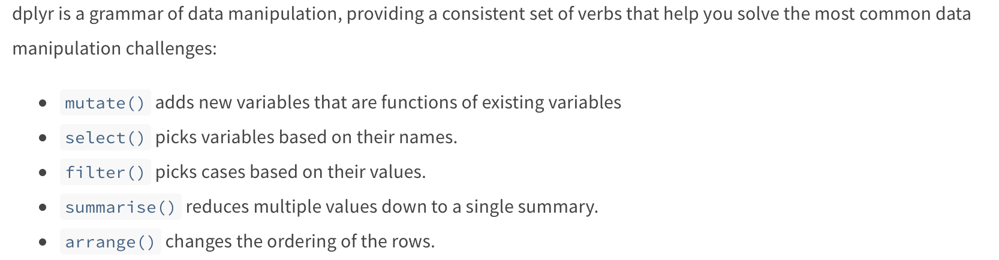 dplyr is a grammar of data manipulation, providing a consistent set of verbs that help you solve the most common data
manipulation challenges:
• mutate() adds new variables that are functions of existing variables
• select() picks variables based on their names.
• filter() picks cases based on their values.
• summarise() reduces multiple values down to a single summary.
• arrange() changes the ordering of the rows.